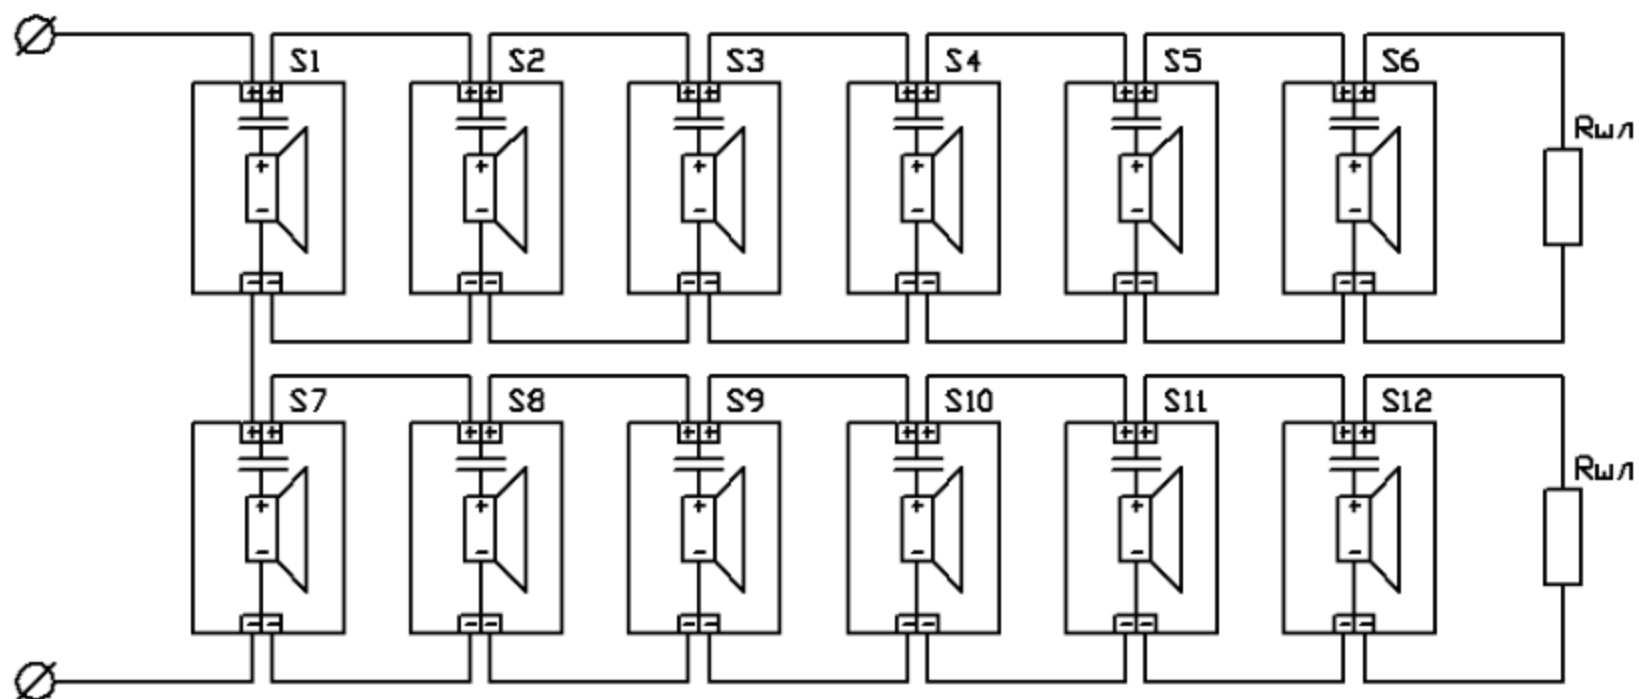 S1 S2 S3 S4 S5 S6
+ + + + + + + + + + + +
Rшл
+ + + + + +
- - - - - -
- - - - - - - - - - - -
S7 S8 S9 S10 S11 S12
+ + + + + + + + + + + +
Rшл
+ + + + + +
- - - - - -
- - - - - - - - - - - -